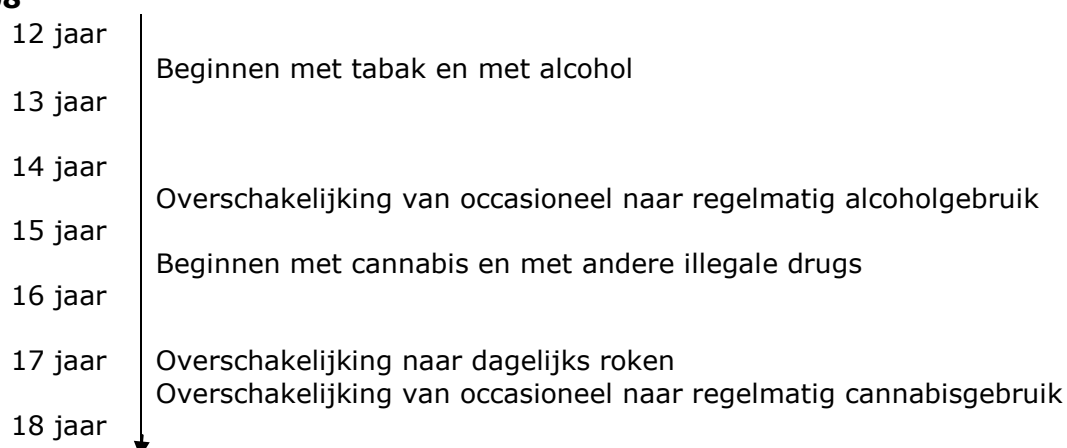 12 jaar
Beginnen met tabak en met alcohol
13 jaar
14 jaar
Overschakelijking van occasioneel naar regelmatig alcoholgebruik
15 jaar
Beginnen met cannabis en met andere illegale drugs
16 jaar
17 jaar Overschakelijking naar dagelijks roken
Overschakelijking van occasioneel naar regelmatig cannabisgebruik
18 jaar